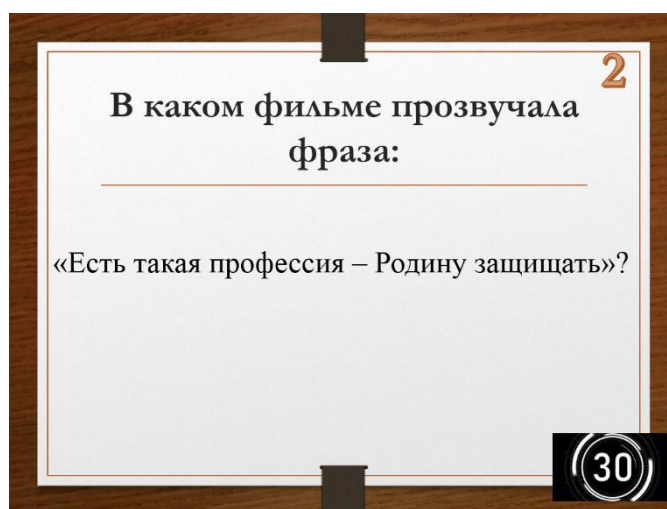 2
В каком фильме прозвучала
фраза:
«Есть такая профессия – Родину защищать»?
30